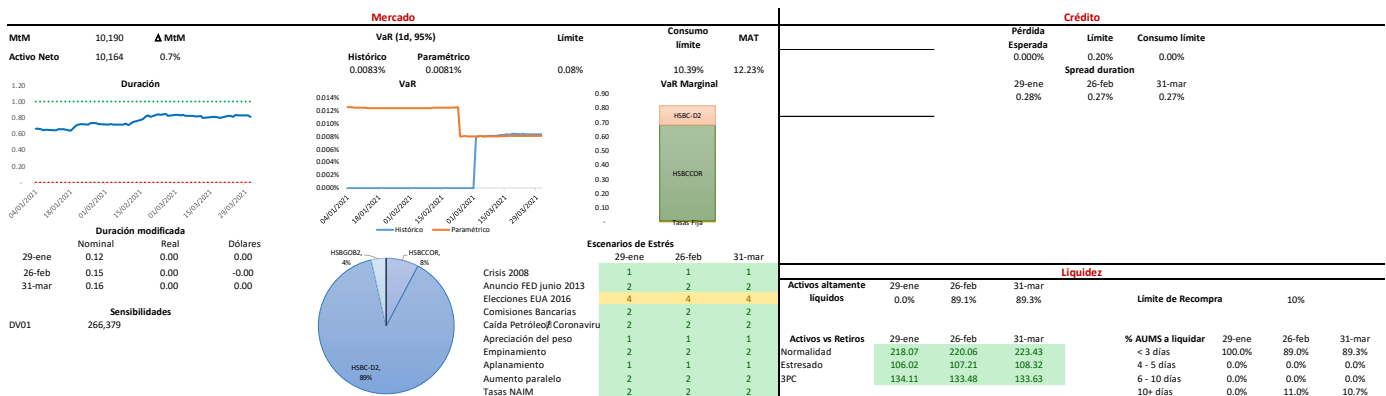 Mercado
MtM 10,190 Δ MtM
Activo Neto 10,164 0.7%
VaR (1d, 95%) Límite Consumo límite MAT
Histórico Paramétrico
0.0083% 0.0081% 0.08% 10.39% 12.23%
Duración
1.20
1.00
0.80
0.60
0.40
0.20
-
04/01/2021 18/01/2021 01/02/2021 15/02/2021 01/03/2021 15/03/2021 29/03/2021
VaR
0.014%
0.012%
0.010%
0.008%
0.006%
0.004%
0.002%
0.000%
04/01/2021 18/01/2021 01/02/2021 15/02/2021 01/03/2021 15/03/2021 29/03/2021
Histórico Paramétrico
VaR Marginal
0.90
0.80
0.70
0.60
0.50
0.40
0.30
0.20
0.10
-
HSBC-D2
HSBCCOR
Tasas Fija
Duración modificada
Nominal Real Dólares
29-ene 0.12 0.00 0.00
26-feb 0.15 0.00 -0.00
31-mar 0.16 0.00 0.00
Sensibilidades
DV01 266,379
HSBGOB2, 4%
HSBCCOR, 8%
HSBC-D2, 89%
Escenarios de Estrés
29-ene 26-feb 31-mar
Crisis 2008 1 1 1
Anuncio FED junio 2013 2 2 2
Elecciones EUA 2016 4 4 4
Comisiones Bancarias 2 2 2
Caída Petróleo/Coronaviru 2 2 2
Apreciación del peso 1 1 1
Empinamiento 2 2 2
Aplanamiento 1 1 1
Aumento paralelo 2 2 2
Tasas NAIM 2 2 2
Crédito
Pérdida Esperada Límite Consumo límite
0.000% 0.20% 0.00%
Spread duration
29-ene 26-feb 31-mar
0.28% 0.27% 0.27%
Liquidez
Activos altamente líquidos 29-ene 26-feb 31-mar
0.0% 89.1% 89.3%
Límite de Recompra 10%
Activos vs Retiros 29-ene 26-feb 31-mar
Normalidad 218.07 220.06 223.43
Estresado 106.02 107.21 108.32
3PC 134.11 133.48 133.63
% AUMS a liquidar 29-ene 26-feb 31-mar
< 3 días 100.0% 89.0% 89.3%
4 - 5 días 0.0% 0.0% 0.0%
6 - 10 días 0.0% 0.0% 0.0%
10+ días 0.0% 11.0% 10.7%